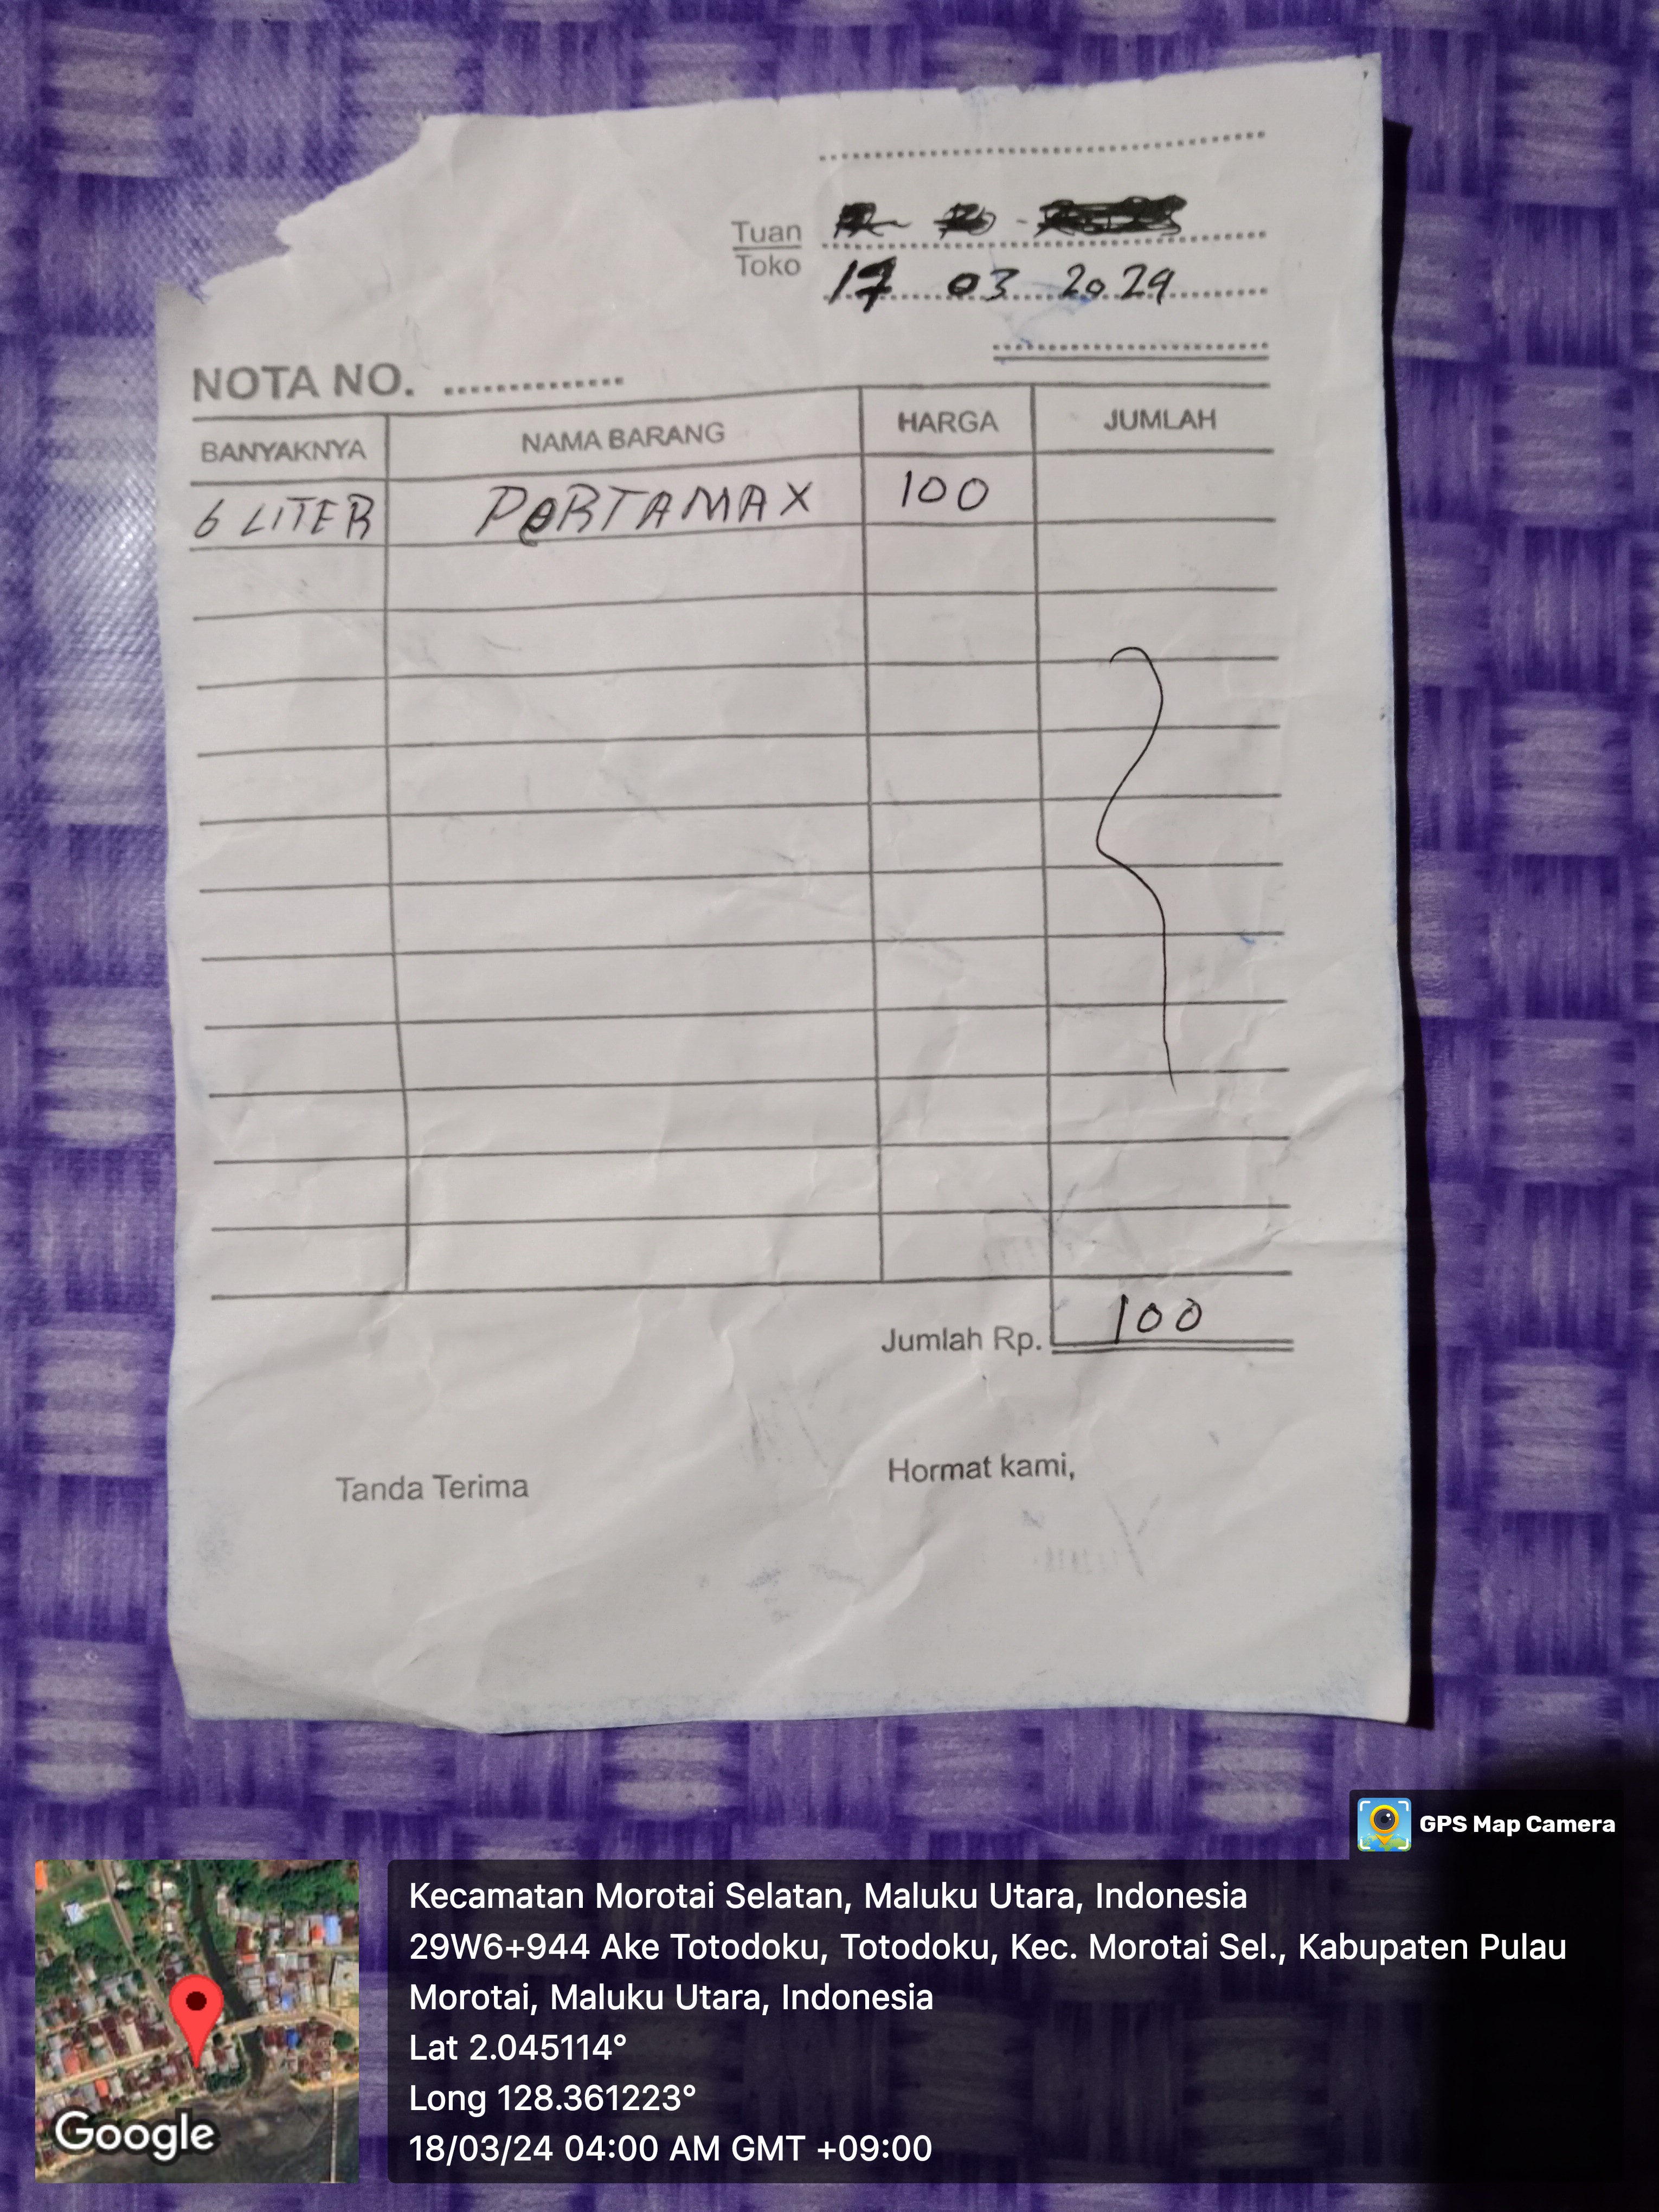 Tuan
Toko
17 03 2024
NOTA NO.
BANYAKNYA NAMA BARANG HARGA JUMLAH
6 LITER PERTAMAX 100
Jumlah Rp. 100
Tanda Terima Hormat kami,
GPS Map Camera
Kecamatan Morotai Selatan, Maluku Utara, Indonesia
29W6+944 Ake Totodoku, Totodoku, Kec. Morotai Sel., Kabupaten Pulau
Morotai, Maluku Utara, Indonesia
Lat 2.045114°
Long 128.361223°
18/03/24 04:00 AM GMT +09:00
Google